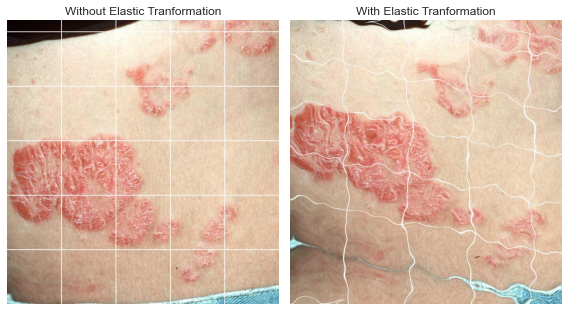 Without Elastic Tranformation
With Elastic Tranformation